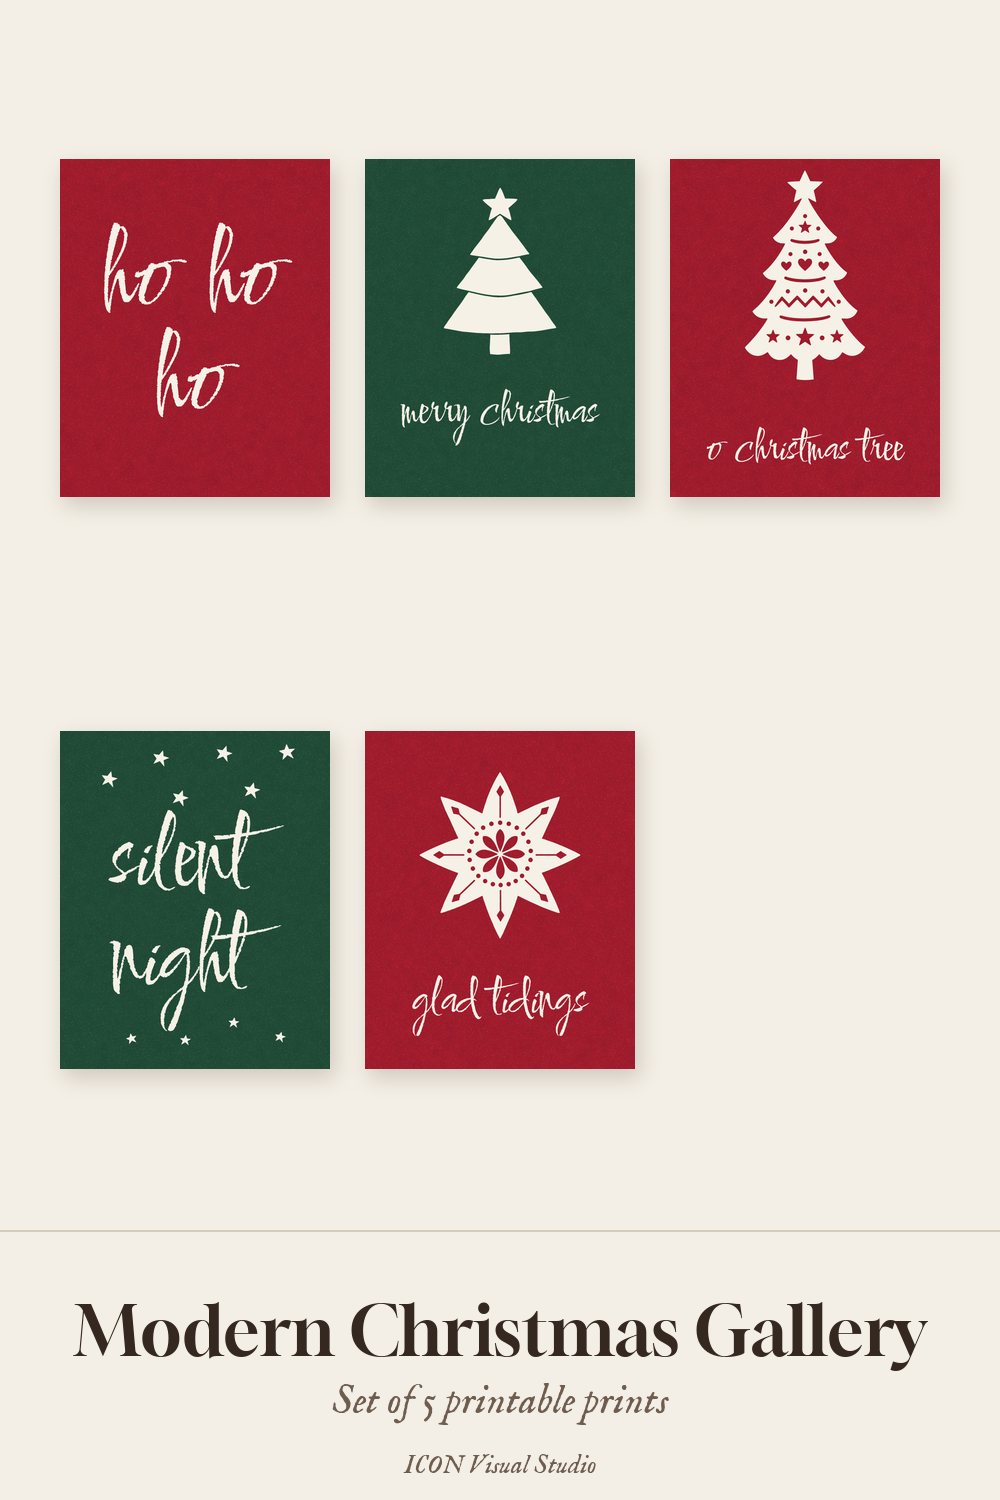 ho ho
ho
merry christmas
o christmas tree
silent
night
glad tidings
Modern Christmas Gallery
Set of 5 printable prints
ICON Visual Studio